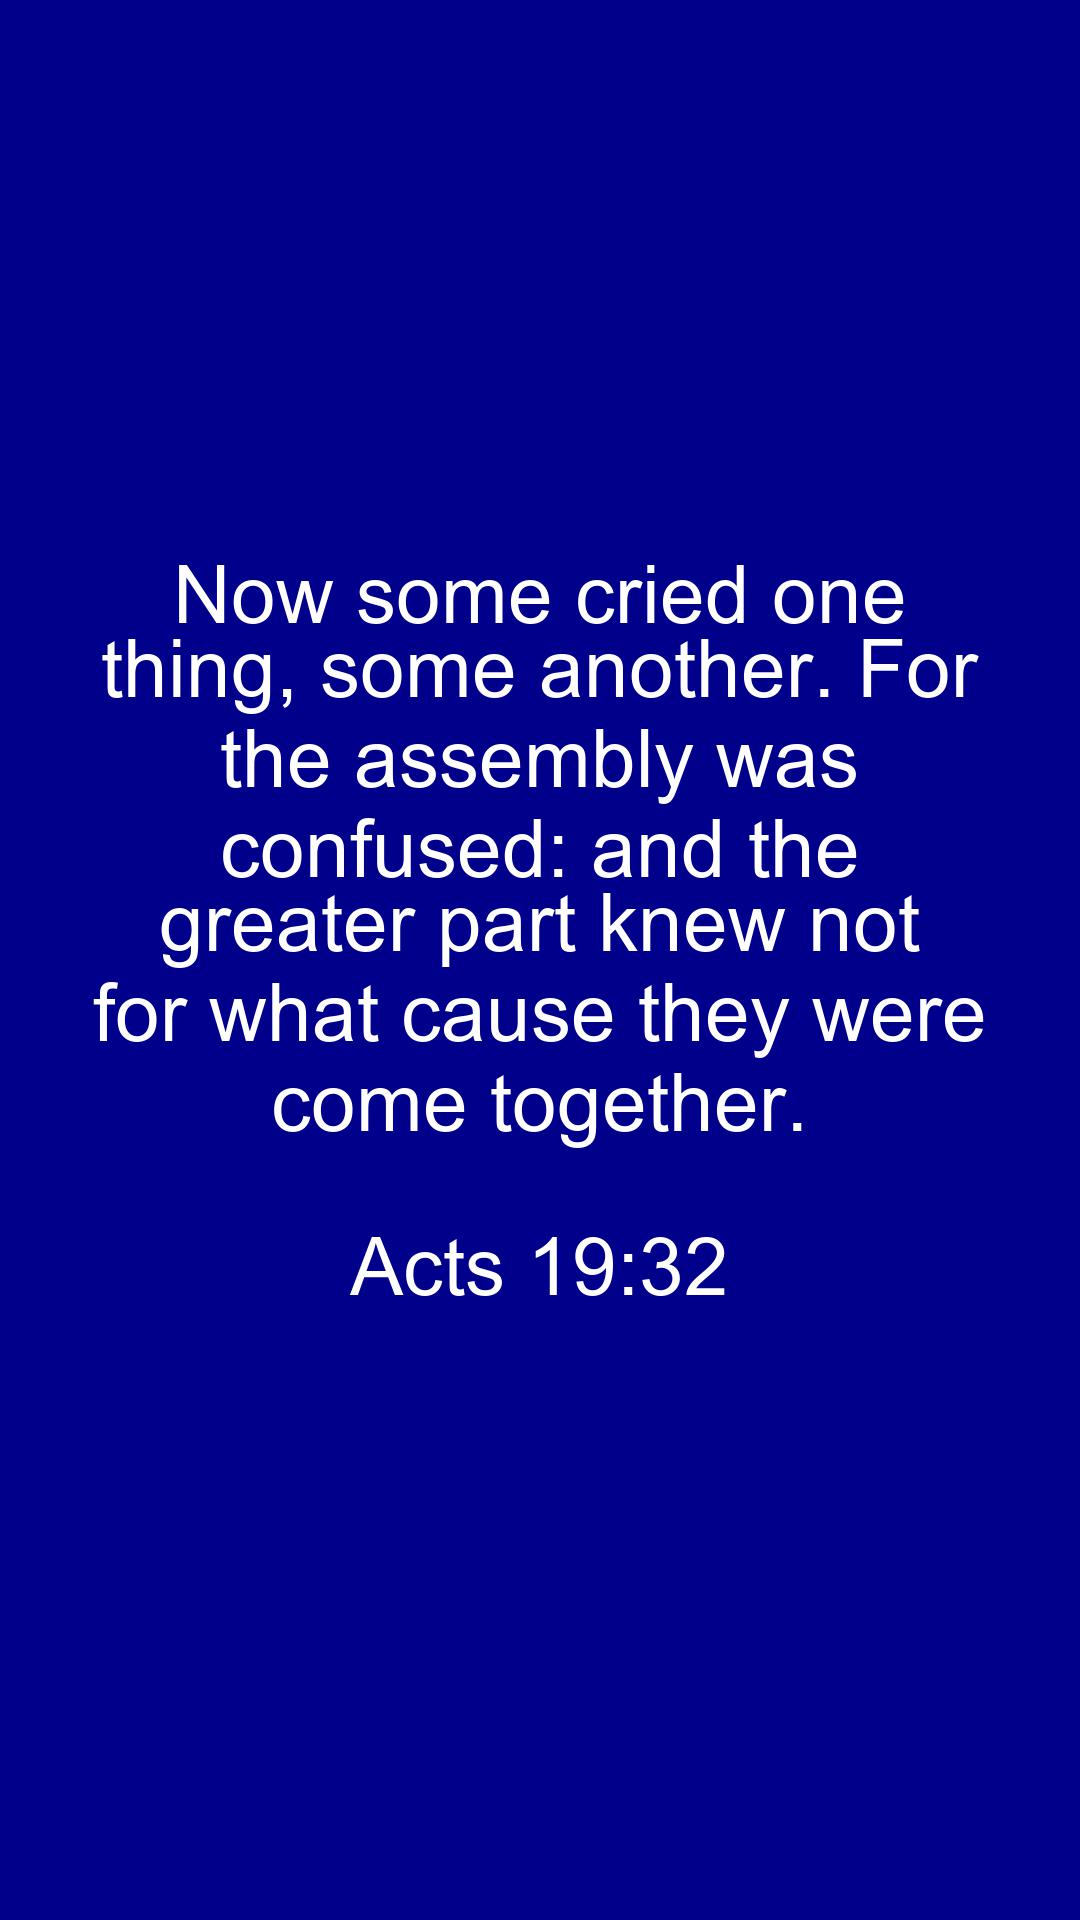 Now some cried one
thing, some another. For
the assembly was
confused: and the
greater part knew not
for what cause they were
come together.
Acts 19:32